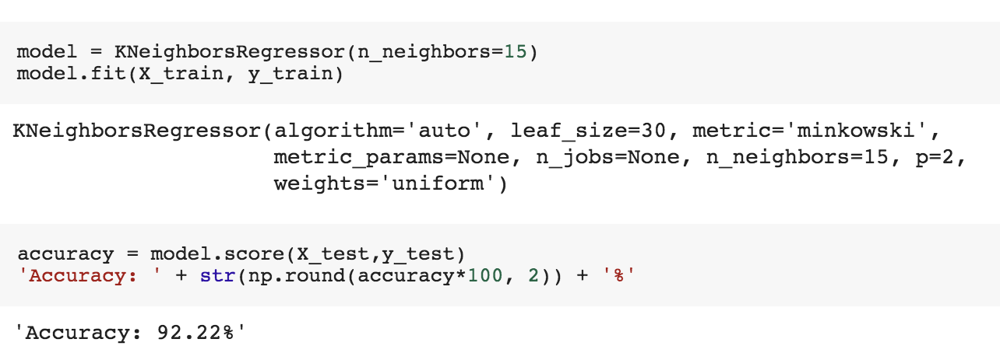 model = KNeighborsRegressor(n_neighbors=15)
model.fit(X_train, y_train)
KNeighborsRegressor(algorithm='auto', leaf_size=30, metric='minkowski',
                    metric_params=None, n_jobs=None, n_neighbors=15, p=2,
                    weights='uniform')
accuracy = model.score(X_test,y_test)
'Accuracy: ' + str(np.round(accuracy*100, 2)) + '%'
'Accuracy: 92.22%'